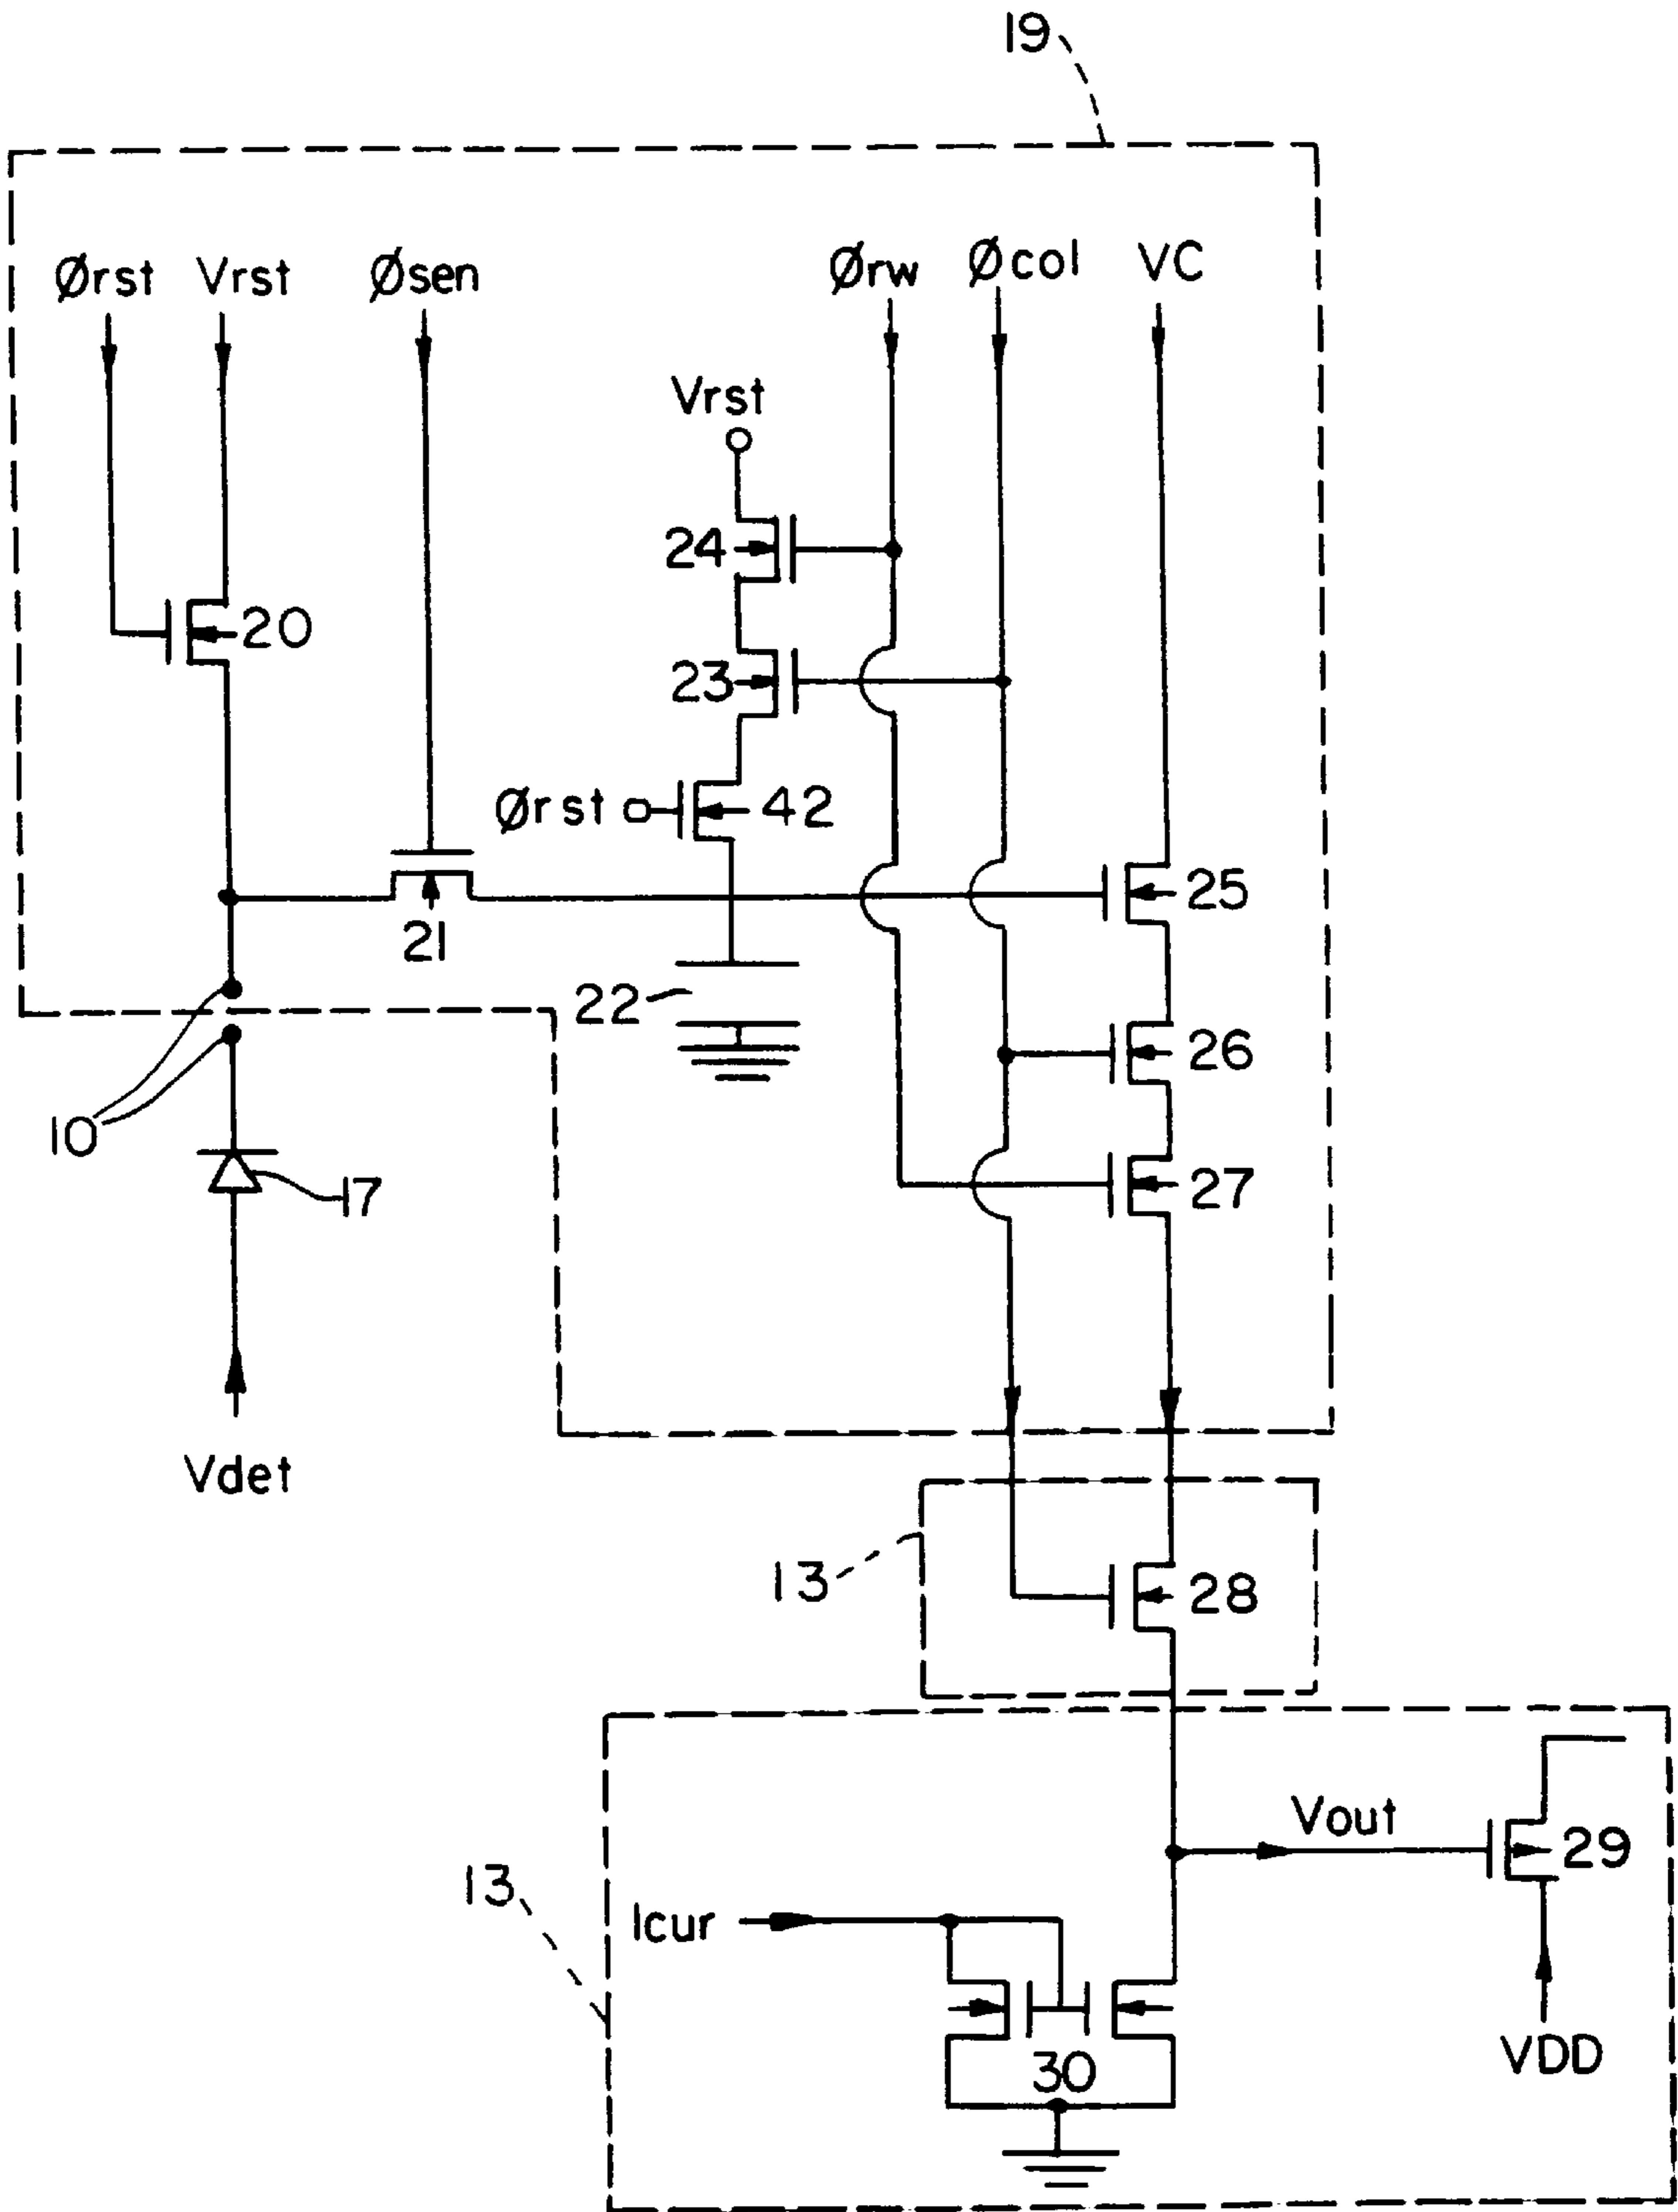 19
Ørst Vrst Øsen Ørw Øcol VC
Vrst
24
20
23
Ørst 42
25
21
22
26
10
17
27
Vdet
13
28
Vout
29
13
Icur
30
VDD